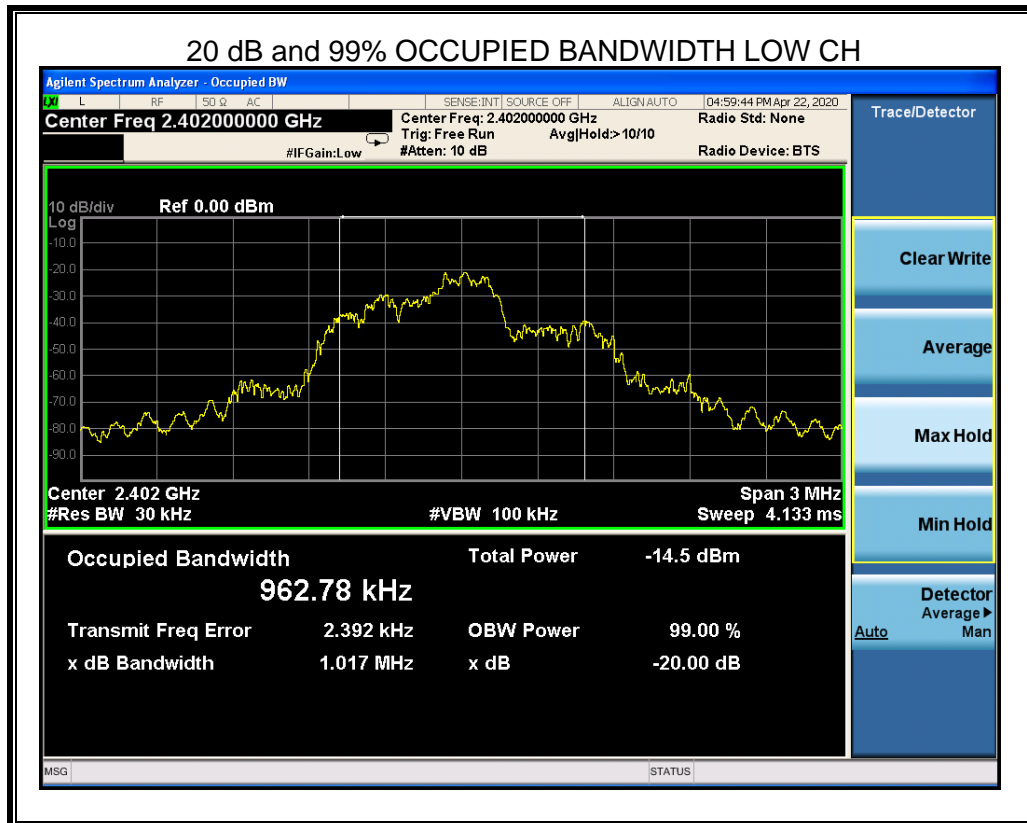 20 dB and 99% OCCUPIED BANDWIDTH LOW CH
Agilent Spectrum Analyzer - Occupied BW
LXI L RF 50 Ω AC SENSE:INT SOURCE OFF ALIGN AUTO 04:59:44 PM Apr 22, 2020
Center Freq 2.402000000 GHz
Center Freq: 2.402000000 GHz
Radio Std: None
Trig: Free Run Avg|Hold:> 10/10
#IFGain:Low
#Atten: 10 dB
Radio Device: BTS
Trace/Detector
10 dB/div Ref 0.00 dBm
Log
-10.0
-20.0
-30.0
-40.0
-50.0
-60.0
-70.0
-80.0
-90.0
Center 2.402 GHz Span 3 MHz
#Res BW 30 kHz #VBW 100 kHz Sweep 4.133 ms
Occupied Bandwidth Total Power -14.5 dBm
962.78 kHz
Transmit Freq Error 2.392 kHz OBW Power 99.00 %
x dB Bandwidth 1.017 MHz x dB -20.00 dB
Clear Write
Average
Max Hold
Min Hold
Detector
Average
Auto Man
MSG STATUS